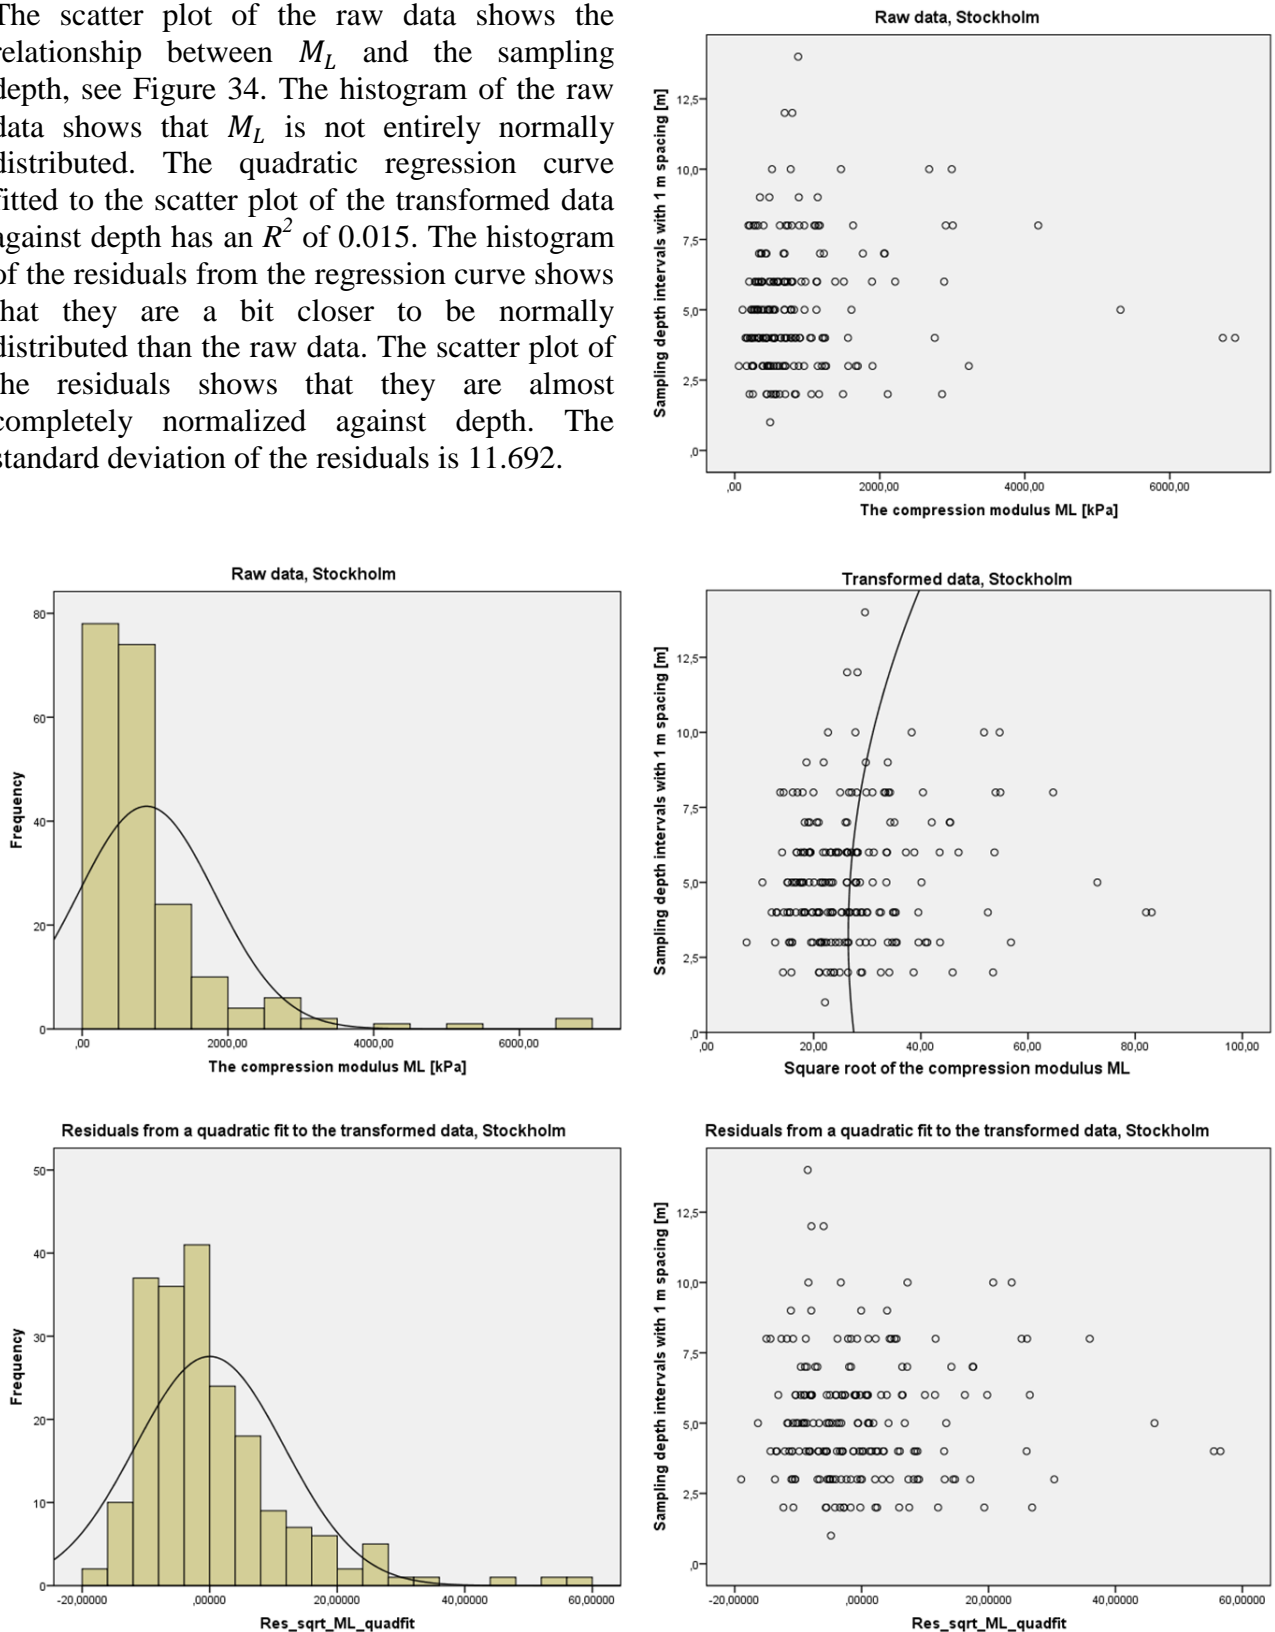 The scatter plot of the raw data shows the
relationship between M_L and the sampling
depth, see Figure 34. The histogram of the raw
data shows that M_L is not entirely normally
distributed. The quadratic regression curve
fitted to the scatter plot of the transformed data
against depth has an R² of 0.015. The histogram
of the residuals from the regression curve shows
that they are a bit closer to be normally
distributed than the raw data. The scatter plot of
the residuals shows that they are almost
completely normalized against depth. The
standard deviation of the residuals is 11.692.
Raw data, Stockholm
Sampling depth intervals with 1 m spacing [m]
12,5
10,0
7,5
5,0
2,5
,0
,00 2000,00 4000,00 6000,00
The compression modulus ML [kPa]
Raw data, Stockholm
Frequency
80
60
40
20
0
,00 2000,00 4000,00 6000,00
The compression modulus ML [kPa]
Transformed data, Stockholm
Sampling depth intervals with 1 m spacing [m]
12,5
10,0
7,5
5,0
2,5
,0
,00 20,00 40,00 60,00 80,00 100,00
Square root of the compression modulus ML
Residuals from a quadratic fit to the transformed data, Stockholm
Frequency
50
40
30
20
10
0
-20,00000 ,00000 20,00000 40,00000 60,00000
Res_sqrt_ML_quadfit
Residuals from a quadratic fit to the transformed data, Stockholm
Sampling depth intervals with 1 m spacing [m]
12,5
10,0
7,5
5,0
2,5
,0
-20,00000 ,00000 20,00000 40,00000 60,00000
Res_sqrt_ML_quadfit